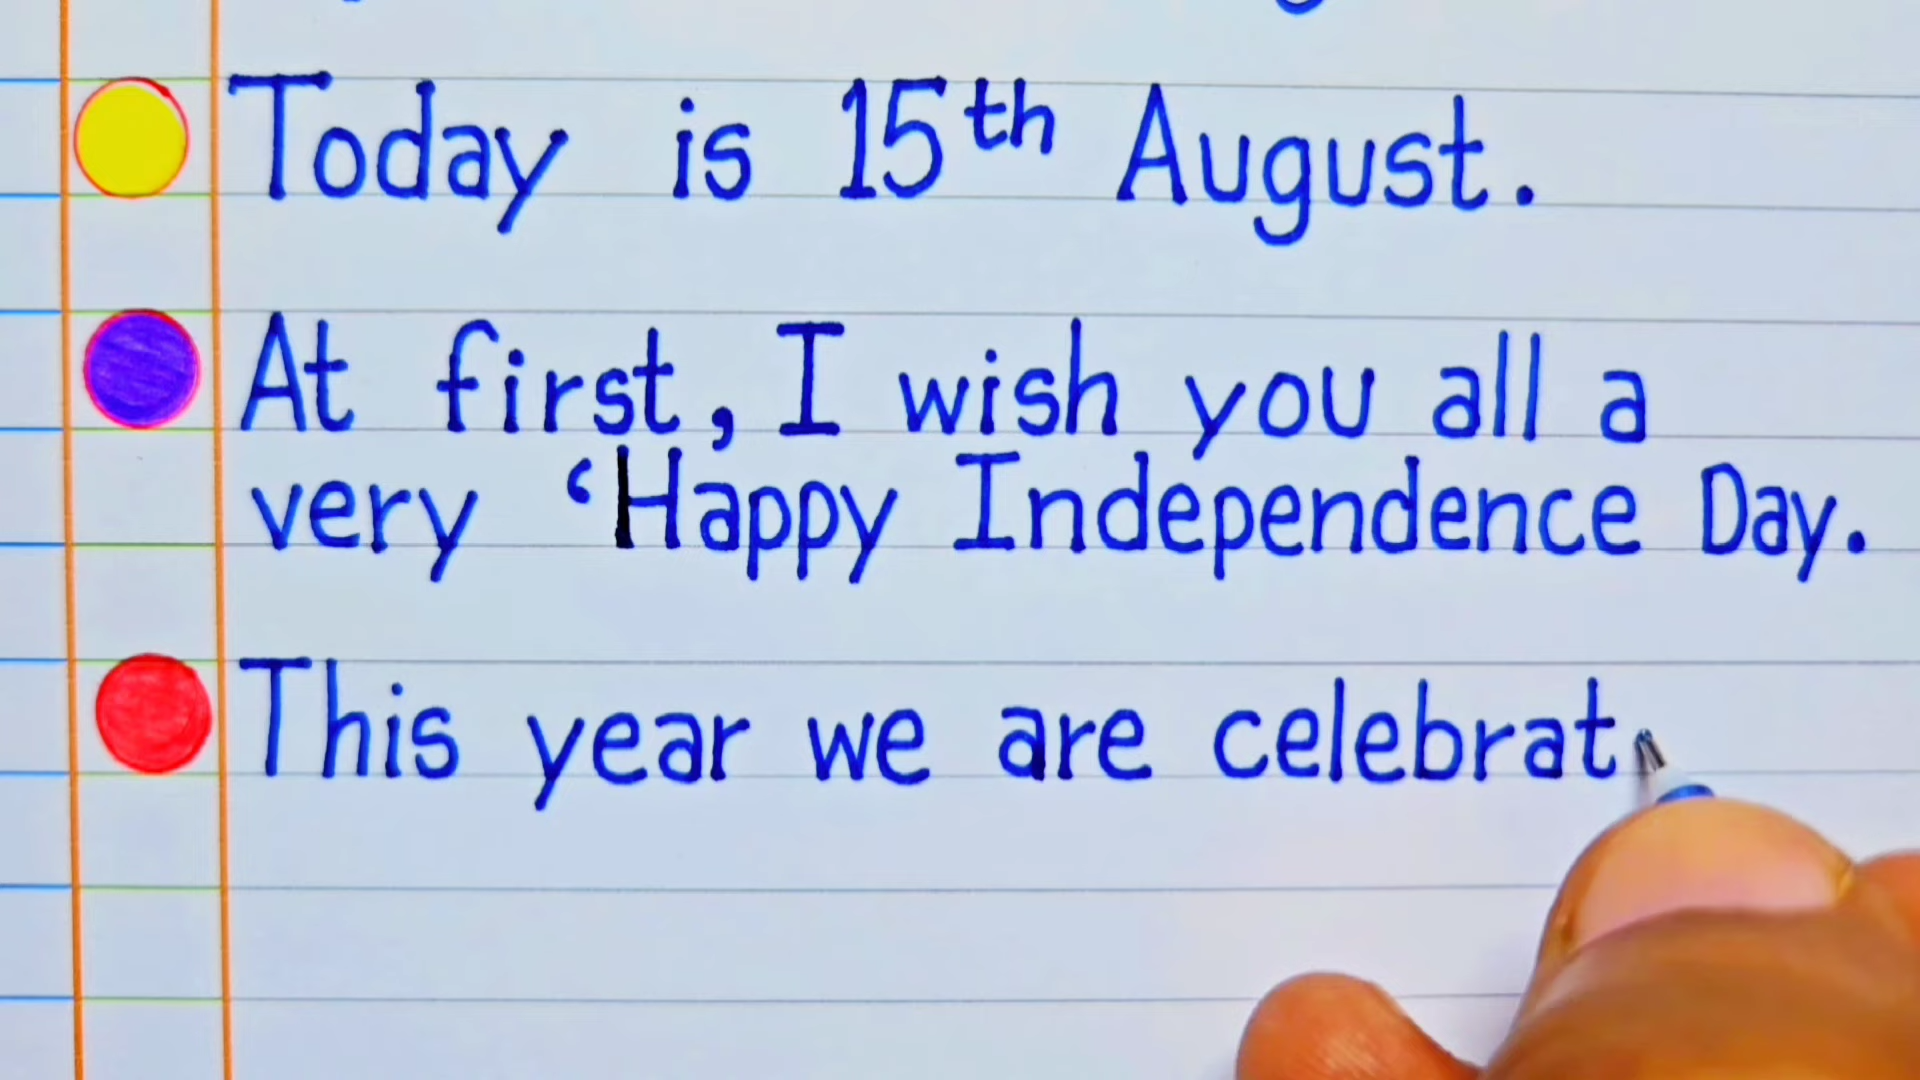 Today is 15th August.
At first, I wish you all a
very ‘Happy Independence Day.
This year we are celebrat